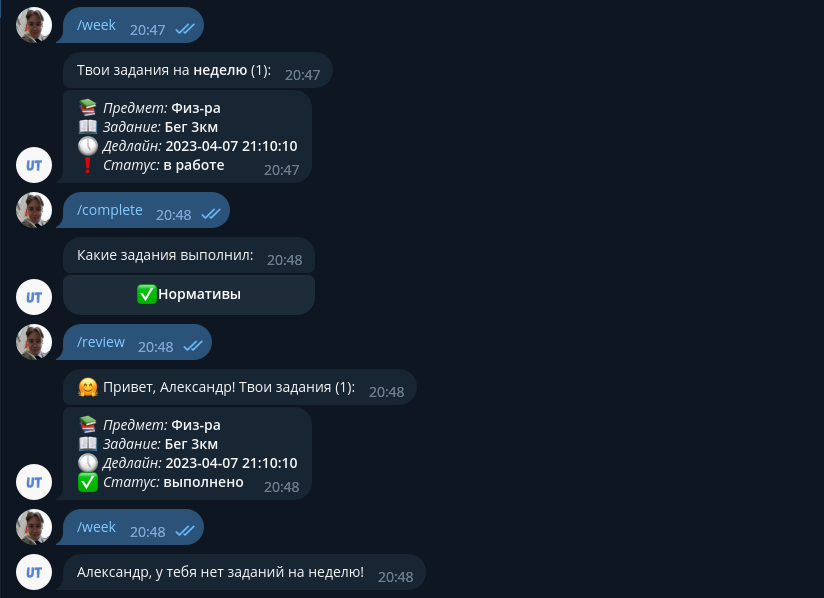 /week 20:47
Твои задания на неделю (1): 20:47
Предмет: Физ-ра
Задание: Бег 3км
Дедлайн: 2023-04-07 21:10:10
Статус: в работе 20:47
UT
/complete 20:48
Какие задания выполнил: 20:48
Нормативы
UT
/review 20:48
Привет, Александр! Твои задания (1): 20:48
Предмет: Физ-ра
Задание: Бег 3км
Дедлайн: 2023-04-07 21:10:10
Статус: выполнено 20:48
UT
/week 20:48
UT Александр, у тебя нет заданий на неделю! 20:48